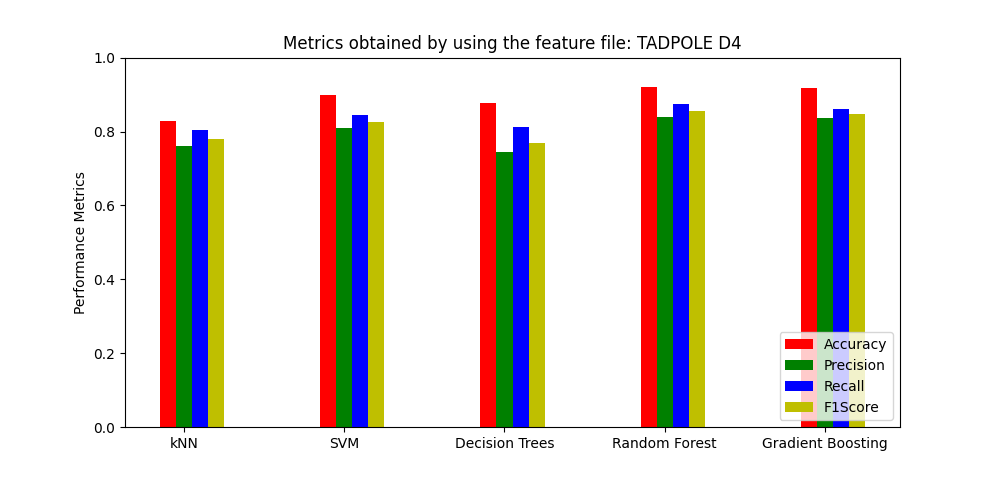 Metrics obtained by using the feature file: TADPOLE D4
Performance Metrics
1.0
0.8
0.6
0.4
0.2
0.0
kNN
SVM
Decision Trees
Random Forest
Gradient Boosting
Accuracy
Precision
Recall
F1Score